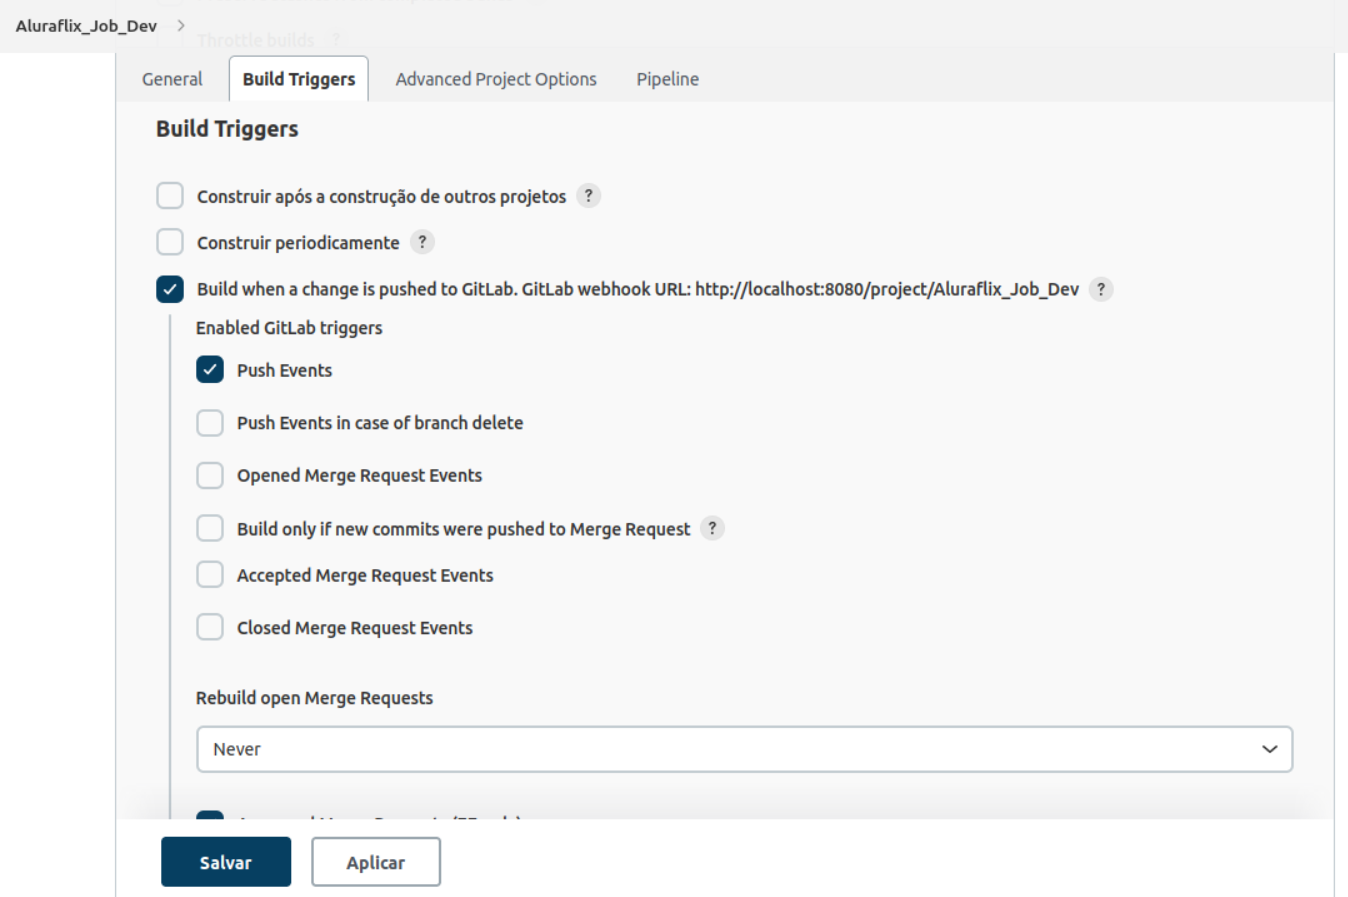 Aluraflix_Job_Dev
Throttle builds ?
General Build Triggers Advanced Project Options Pipeline
Build Triggers
Construir após a construção de outros projetos ?
Construir periodicamente ?
Build when a change is pushed to GitLab. GitLab webhook URL: http://localhost:8080/project/Aluraflix_Job_Dev ?
Enabled GitLab triggers
Push Events
Push Events in case of branch delete
Opened Merge Request Events
Build only if new commits were pushed to Merge Request ?
Accepted Merge Request Events
Closed Merge Request Events
Rebuild open Merge Requests
Never
Salvar Aplicar